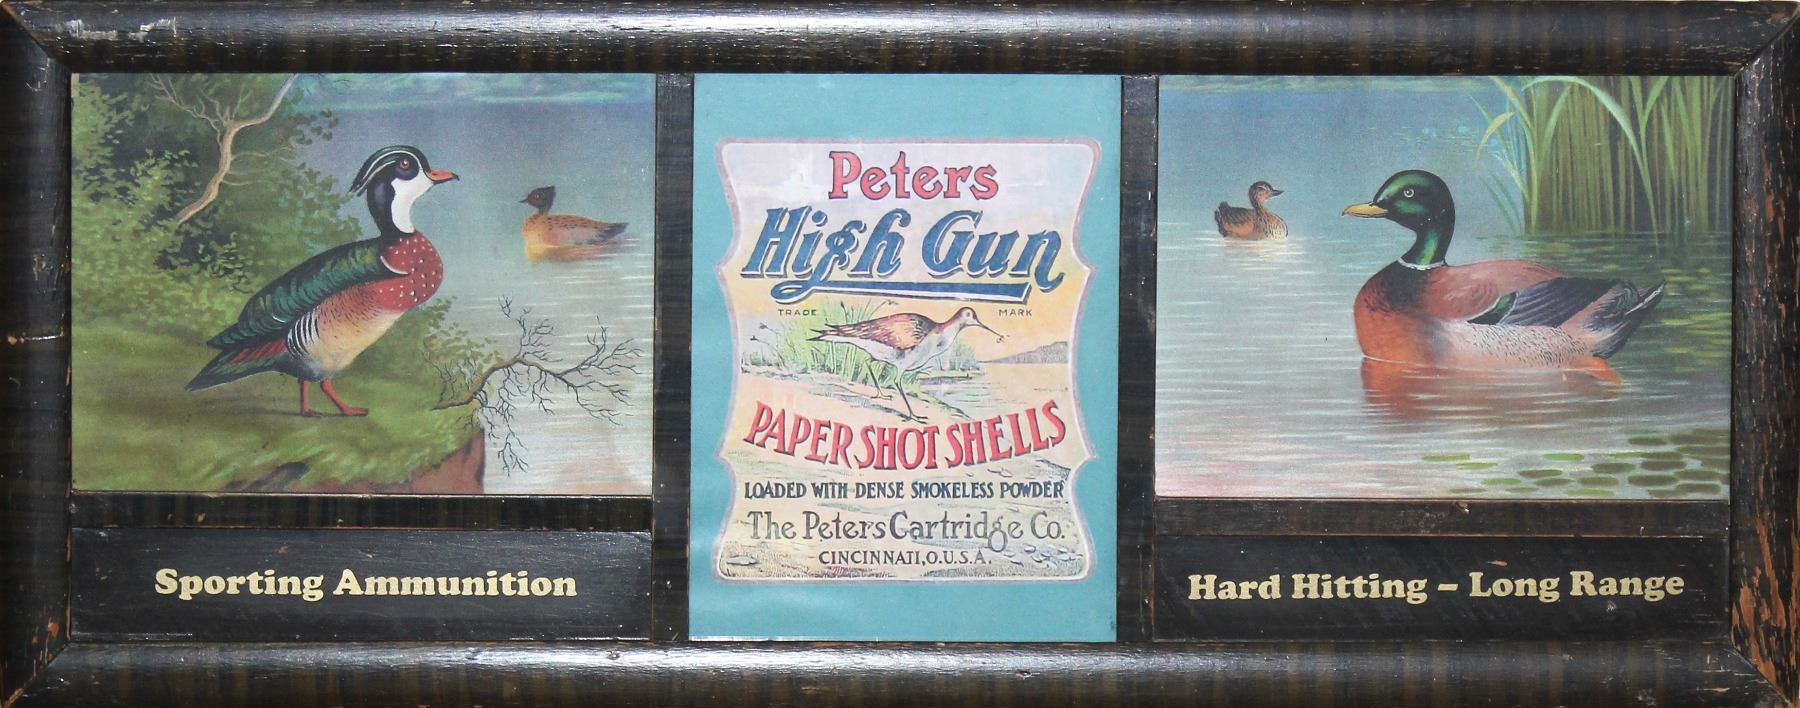 Peters
High Gun
TRADE MARK
PAPER SHOT SHELLS
LOADED WITH DENSE SMOKELESS POWDER
The Peters Cartridge Co.
CINCINNATI, O.U.S.A.
Sporting Ammunition
Hard Hitting – Long Range